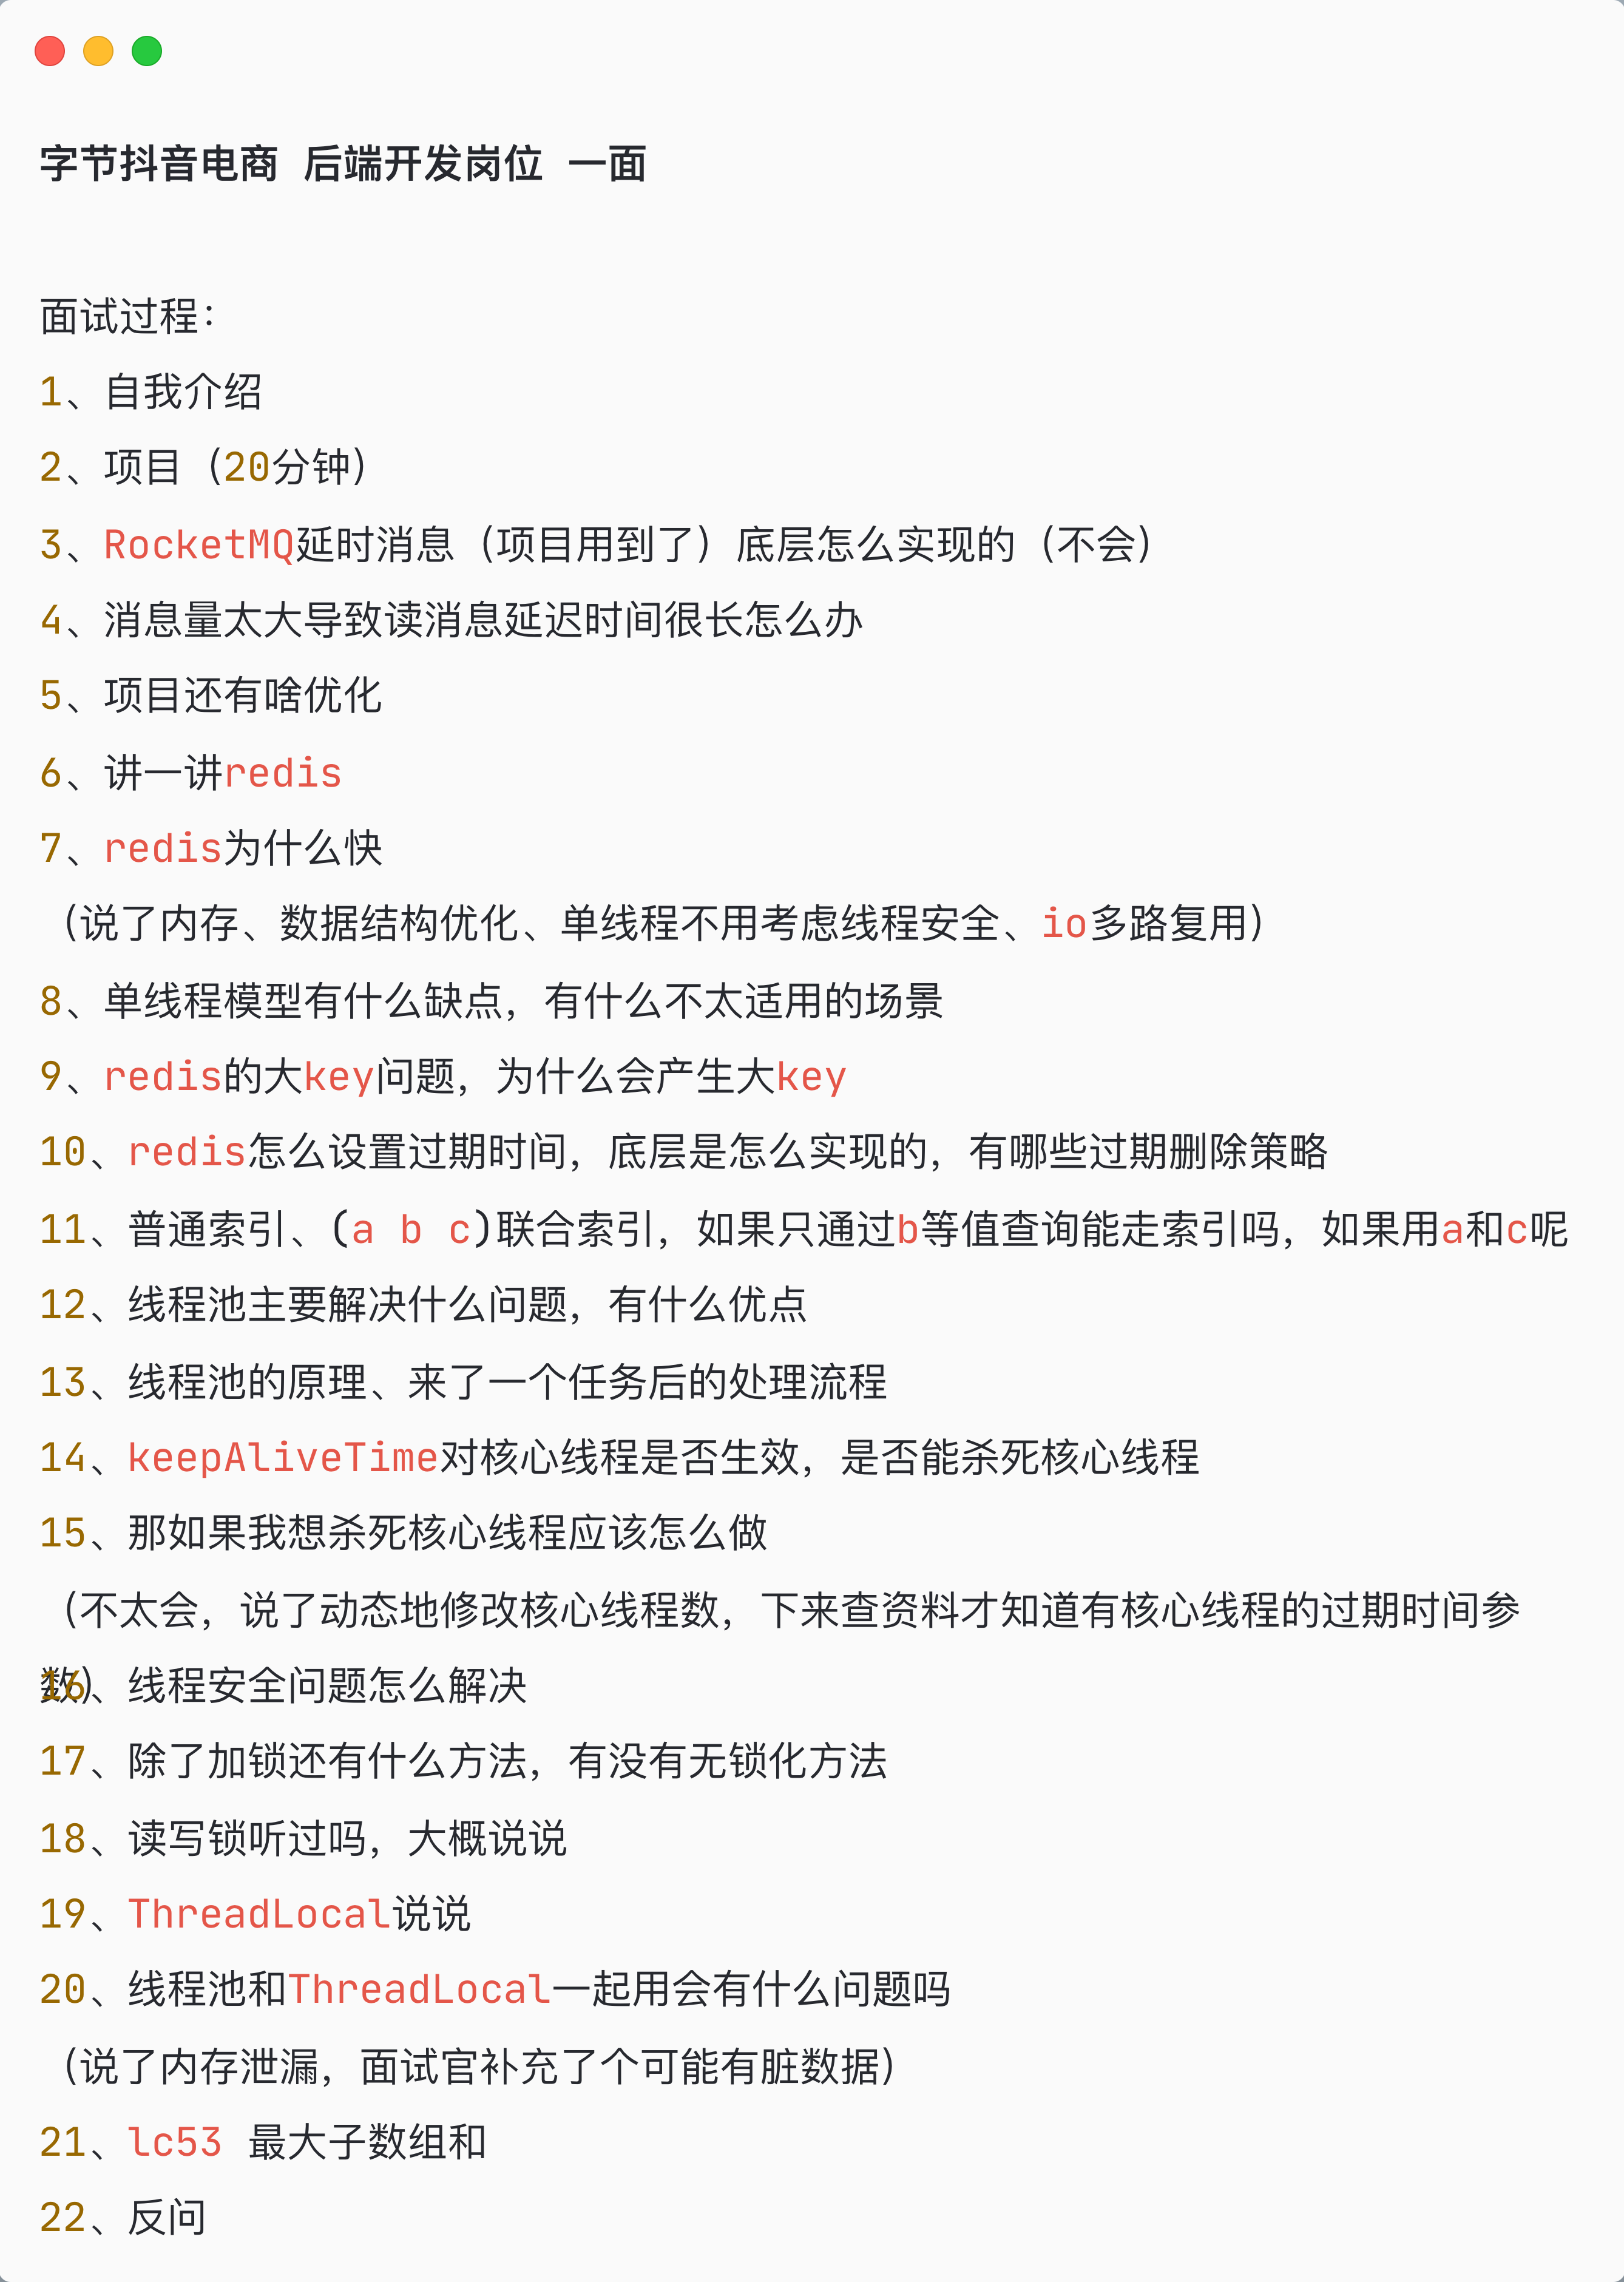 字节抖音电商 后端开发岗位 一面
面试过程：
1、自我介绍
2、项目（20分钟）
3、RocketMQ延时消息（项目用到了）底层怎么实现的（不会）
4、消息量太大导致读消息延迟时间很长怎么办
5、项目还有啥优化
6、讲一讲redis
7、redis为什么快
（说了内存、数据结构优化、单线程不用考虑线程安全、io多路复用）
8、单线程模型有什么缺点，有什么不太适用的场景
9、redis的大key问题，为什么会产生大key
10、redis怎么设置过期时间，底层是怎么实现的，有哪些过期删除策略
11、普通索引、(a b c)联合索引，如果只通过b等值查询能走索引吗，如果用a和c呢
12、线程池主要解决什么问题，有什么优点
13、线程池的原理、来了一个任务后的处理流程
14、keepAliveTime对核心线程是否生效，是否能杀死核心线程
15、那如果我想杀死核心线程应该怎么做
（不太会，说了动态地修改核心线程数，下来查资料才知道有核心线程的过期时间参
数）
16、线程安全问题怎么解决
17、除了加锁还有什么方法，有没有无锁化方法
18、读写锁听过吗，大概说说
19、ThreadLocal说说
20、线程池和ThreadLocal一起用会有什么问题吗
（说了内存泄漏，面试官补充了个可能有脏数据）
21、lc53 最大子数组和
22、反问